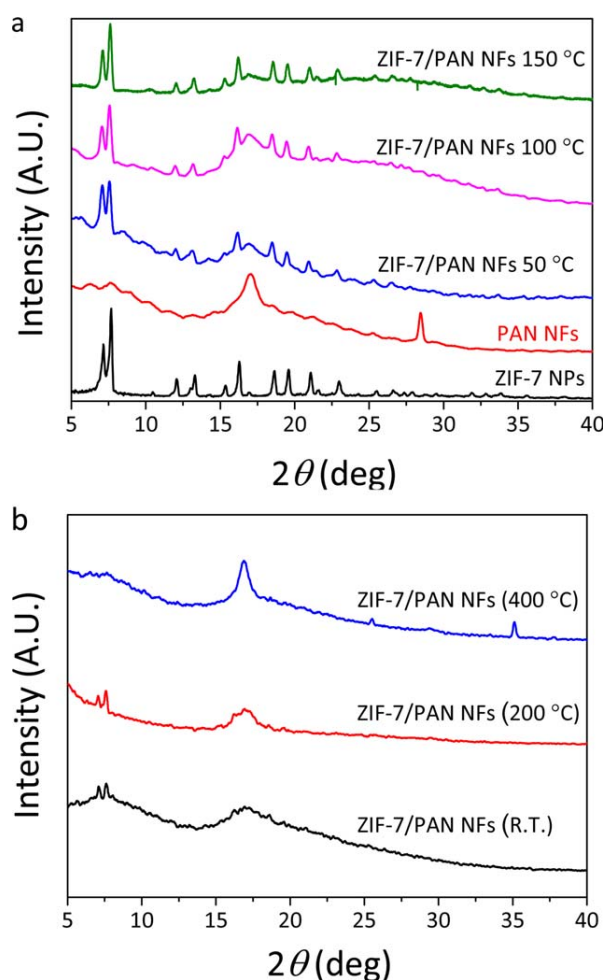 a
ZIF-7/PAN NFs 150 °C
ZIF-7/PAN NFs 100 °C
ZIF-7/PAN NFs 50 °C
PAN NFs
ZIF-7 NPs
Intensity (A.U.)
5 10 15 20 25 30 35 40
2θ (deg)
b
ZIF-7/PAN NFs (400 °C)
ZIF-7/PAN NFs (200 °C)
ZIF-7/PAN NFs (R.T.)
Intensity (A.U.)
5 10 15 20 25 30 35 40
2θ (deg)